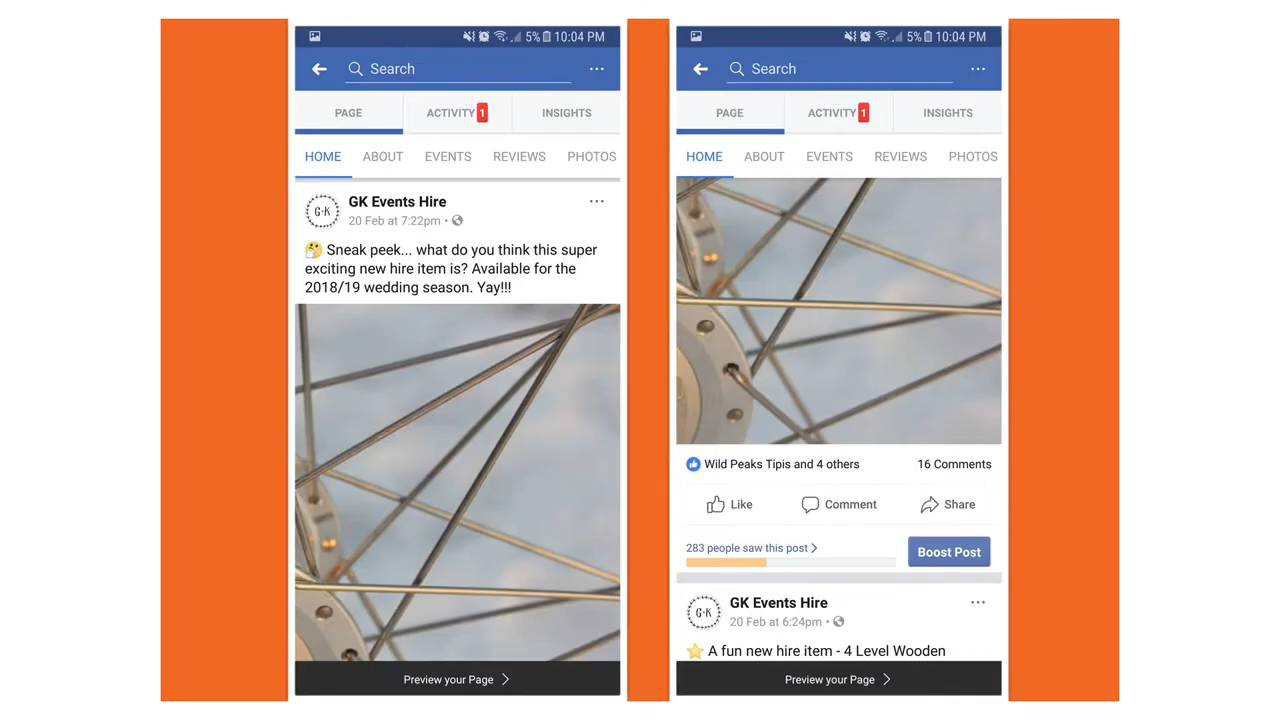 5% 10:04 PM
Search
PAGE ACTIVITY 1 INSIGHTS
HOME ABOUT EVENTS REVIEWS PHOTOS
G·K
GK Events Hire
20 Feb at 7:22pm •
🤔 Sneak peek... what do you think this super
exciting new hire item is? Available for the
2018/19 wedding season. Yay!!!
Preview your Page
5% 10:04 PM
Search
PAGE ACTIVITY 1 INSIGHTS
HOME ABOUT EVENTS REVIEWS PHOTOS
Wild Peaks Tipis and 4 others 16 Comments
Like Comment Share
283 people saw this post
Boost Post
G·K
GK Events Hire
20 Feb at 6:24pm •
⭐ A fun new hire item - 4 Level Wooden
Preview your Page